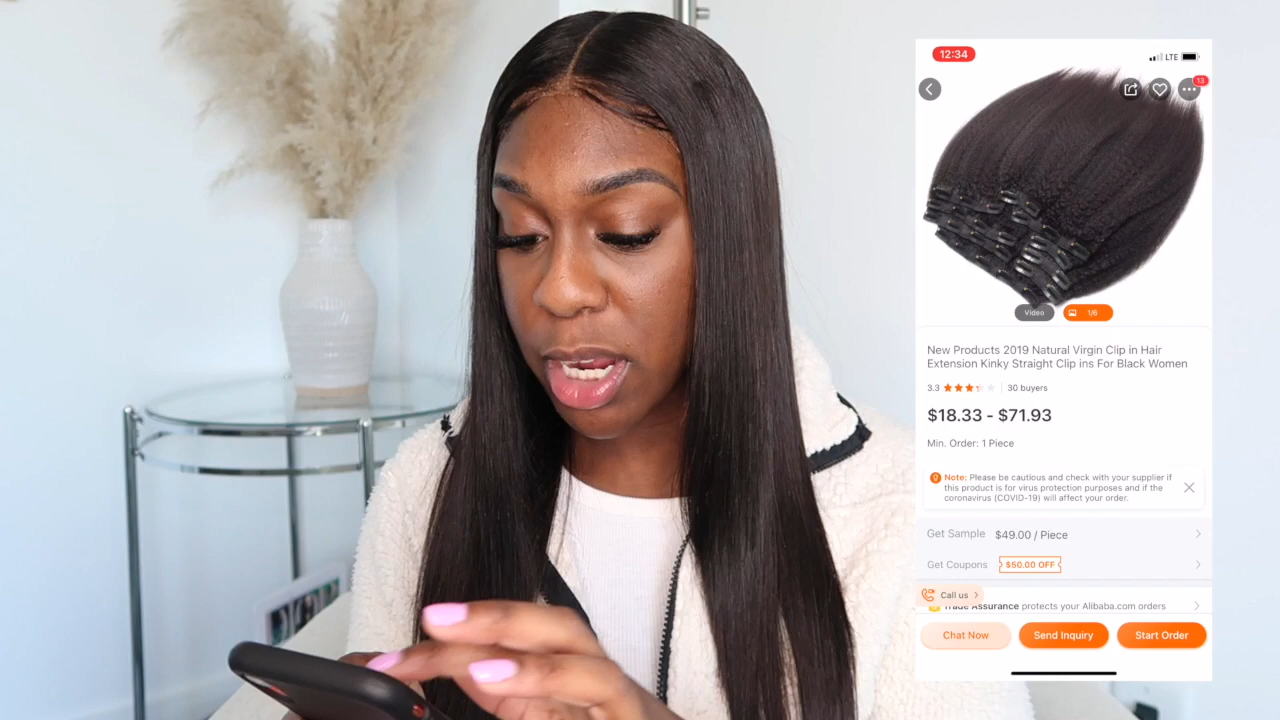 12:34
LTE
13
Video
1/6
New Products 2019 Natural Virgin Clip in Hair
Extension Kinky Straight Clip ins For Black Women
3.3
30 buyers
$18.33 - $71.93
Min. Order: 1 Piece
Note: Please be cautious and check with your supplier if
this product is for virus protection purposes and if the
coronavirus (COVID-19) will affect your order.
Get Sample $49.00 / Piece
Get Coupons $50.00 OFF
Call us
Trade Assurance protects your Alibaba.com orders
Chat Now
Send Inquiry
Start Order